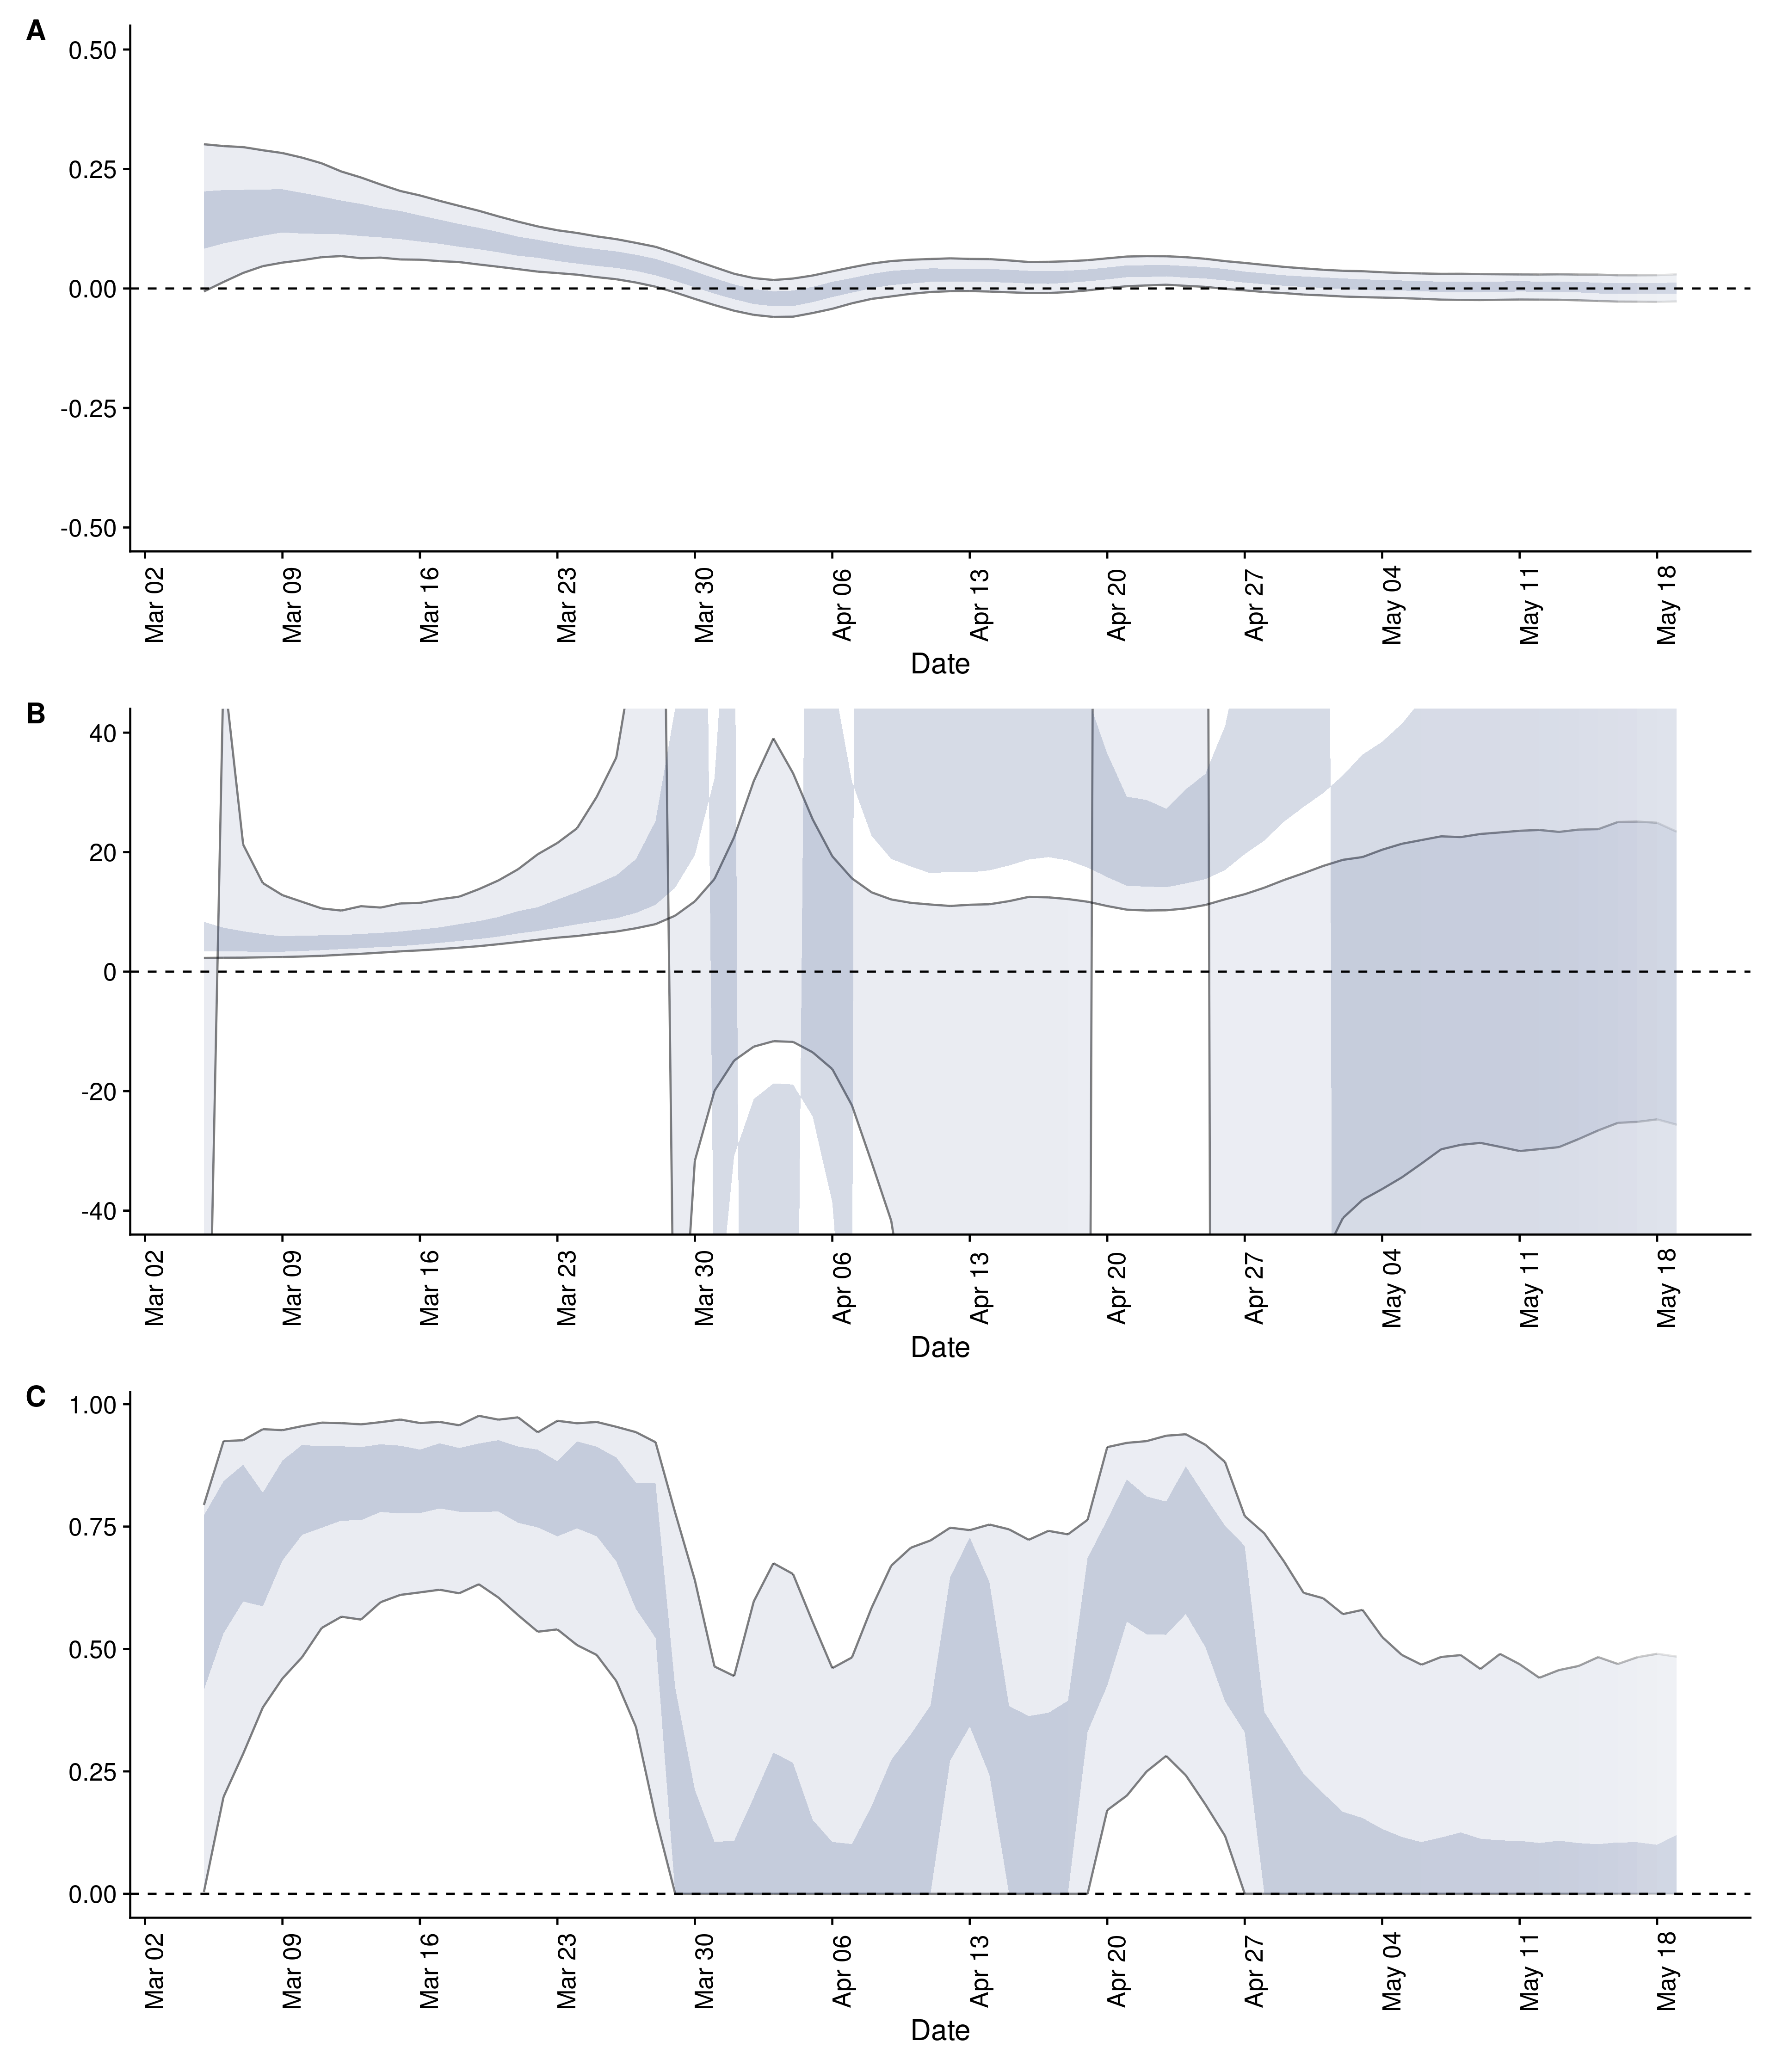 A
0.50
0.25
0.00
-0.25
-0.50
Mar 02
Mar 09
Mar 16
Mar 23
Mar 30
Apr 06
Apr 13
Apr 20
Apr 27
May 04
May 11
May 18
Date
B
40
20
0
-20
-40
Mar 02
Mar 09
Mar 16
Mar 23
Mar 30
Apr 06
Apr 13
Apr 20
Apr 27
May 04
May 11
May 18
Date
C
1.00
0.75
0.50
0.25
0.00
Mar 02
Mar 09
Mar 16
Mar 23
Mar 30
Apr 06
Apr 13
Apr 20
Apr 27
May 04
May 11
May 18
Date